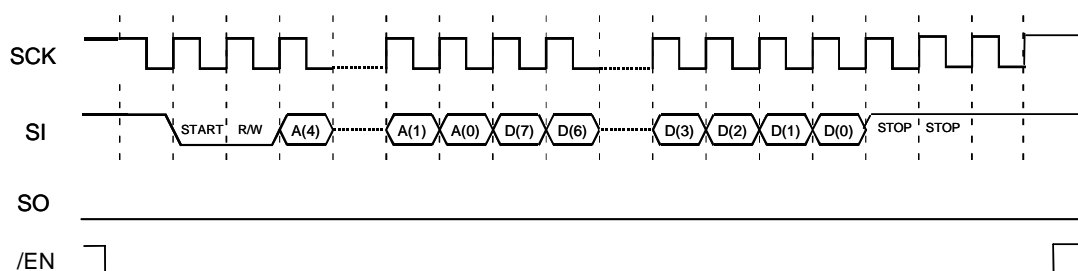 SCK
SI START R/W A(4) A(1) A(0) D(7) D(6) D(3) D(2) D(1) D(0) STOP STOP
SO
/EN